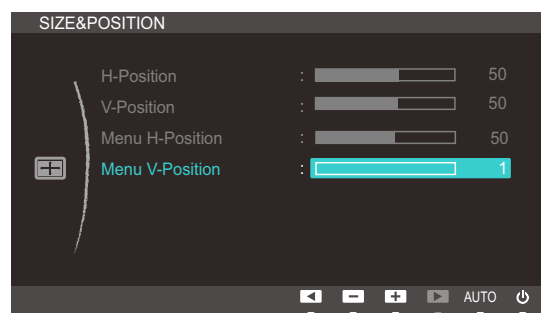 SIZE&POSITION
H-Position : 50
V-Position : 50
Menu H-Position : 50
Menu V-Position : 1
AUTO